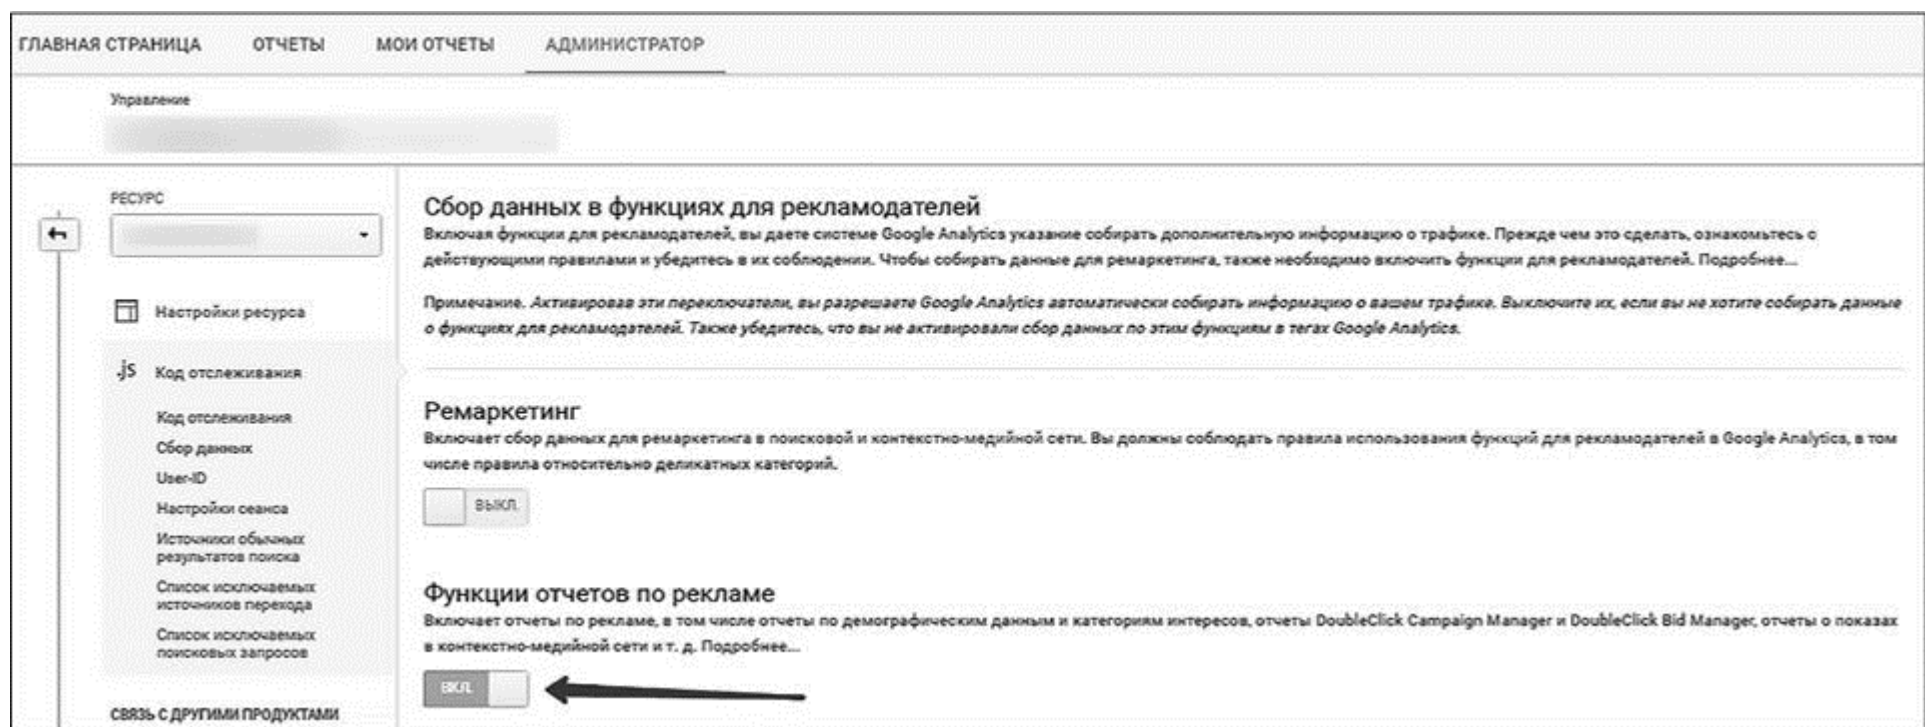 ГЛАВНАЯ СТРАНИЦА ОТЧЕТЫ МОИ ОТЧЕТЫ АДМИНИСТРАТОР
Управление
РЕСУРС
Настройки ресурса
.js Код отслеживания
Код отслеживания
Сбор данных
User-ID
Настройки сеанса
Источники обычных
результатов поиска
Список исключаемых
источников перехода
Список исключаемых
поисковых запросов
СВЯЗЬ С ДРУГИМИ ПРОДУКТАМИ
Сбор данных в функциях для рекламодателей
Включая функции для рекламодателей, вы даете системе Google Analytics указание собирать дополнительную информацию о трафике. Прежде чем это сделать, ознакомьтесь с
действующими правилами и убедитесь в их соблюдении. Чтобы собирать данные для ремаркетинга, также необходимо включить функции для рекламодателей. Подробнее...
Примечание. Активировав эти переключатели, вы разрешаете Google Analytics автоматически собирать информацию о вашем трафике. Выключите их, если вы не хотите собирать данные
о функциях для рекламодателей. Также убедитесь, что вы не активировали сбор данных по этим функциям в тегах Google Analytics.
Ремаркетинг
Включает сбор данных для ремаркетинга в поисковой и контекстно-медийной сети. Вы должны соблюдать правила использования функций для рекламодателей в Google Analytics, в том
числе правила относительно деликатных категорий.
ВЫКЛ.
Функции отчетов по рекламе
Включает отчеты по рекламе, в том числе отчеты по демографическим данным и категориям интересов, отчеты DoubleClick Campaign Manager и DoubleClick Bid Manager, отчеты о показах
в контекстно-медийной сети и т. д. Подробнее...
ВКЛ.